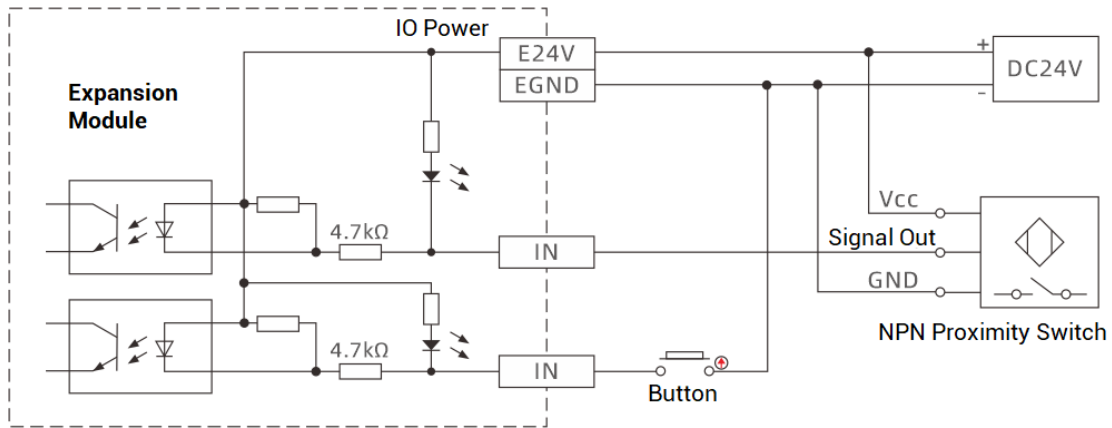 IO Power
E24V
+
DC24V
EGND
-
Expansion
Module
Vcc
4.7kΩ
Signal Out
IN
GND
NPN Proximity Switch
4.7kΩ
IN
Button